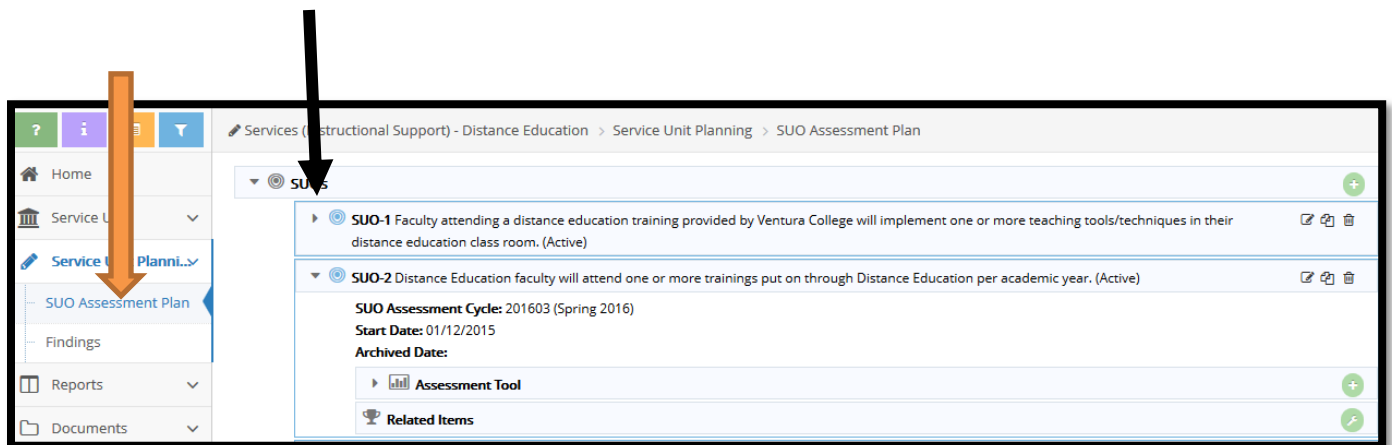 ? i
Services (Instructional Support) - Distance Education > Service Unit Planning > SUO Assessment Plan
Home
Service
Service Planni...
SUO Assessment Plan
Findings
Reports
Documents
SUOs
SUO-1 Faculty attending a distance education training provided by Ventura College will implement one or more teaching tools/techniques in their
distance education class room. (Active)
SUO-2 Distance Education faculty will attend one or more trainings put on through Distance Education per academic year. (Active)
SUO Assessment Cycle: 201603 (Spring 2016)
Start Date: 01/12/2015
Archived Date:
Assessment Tool
Related Items